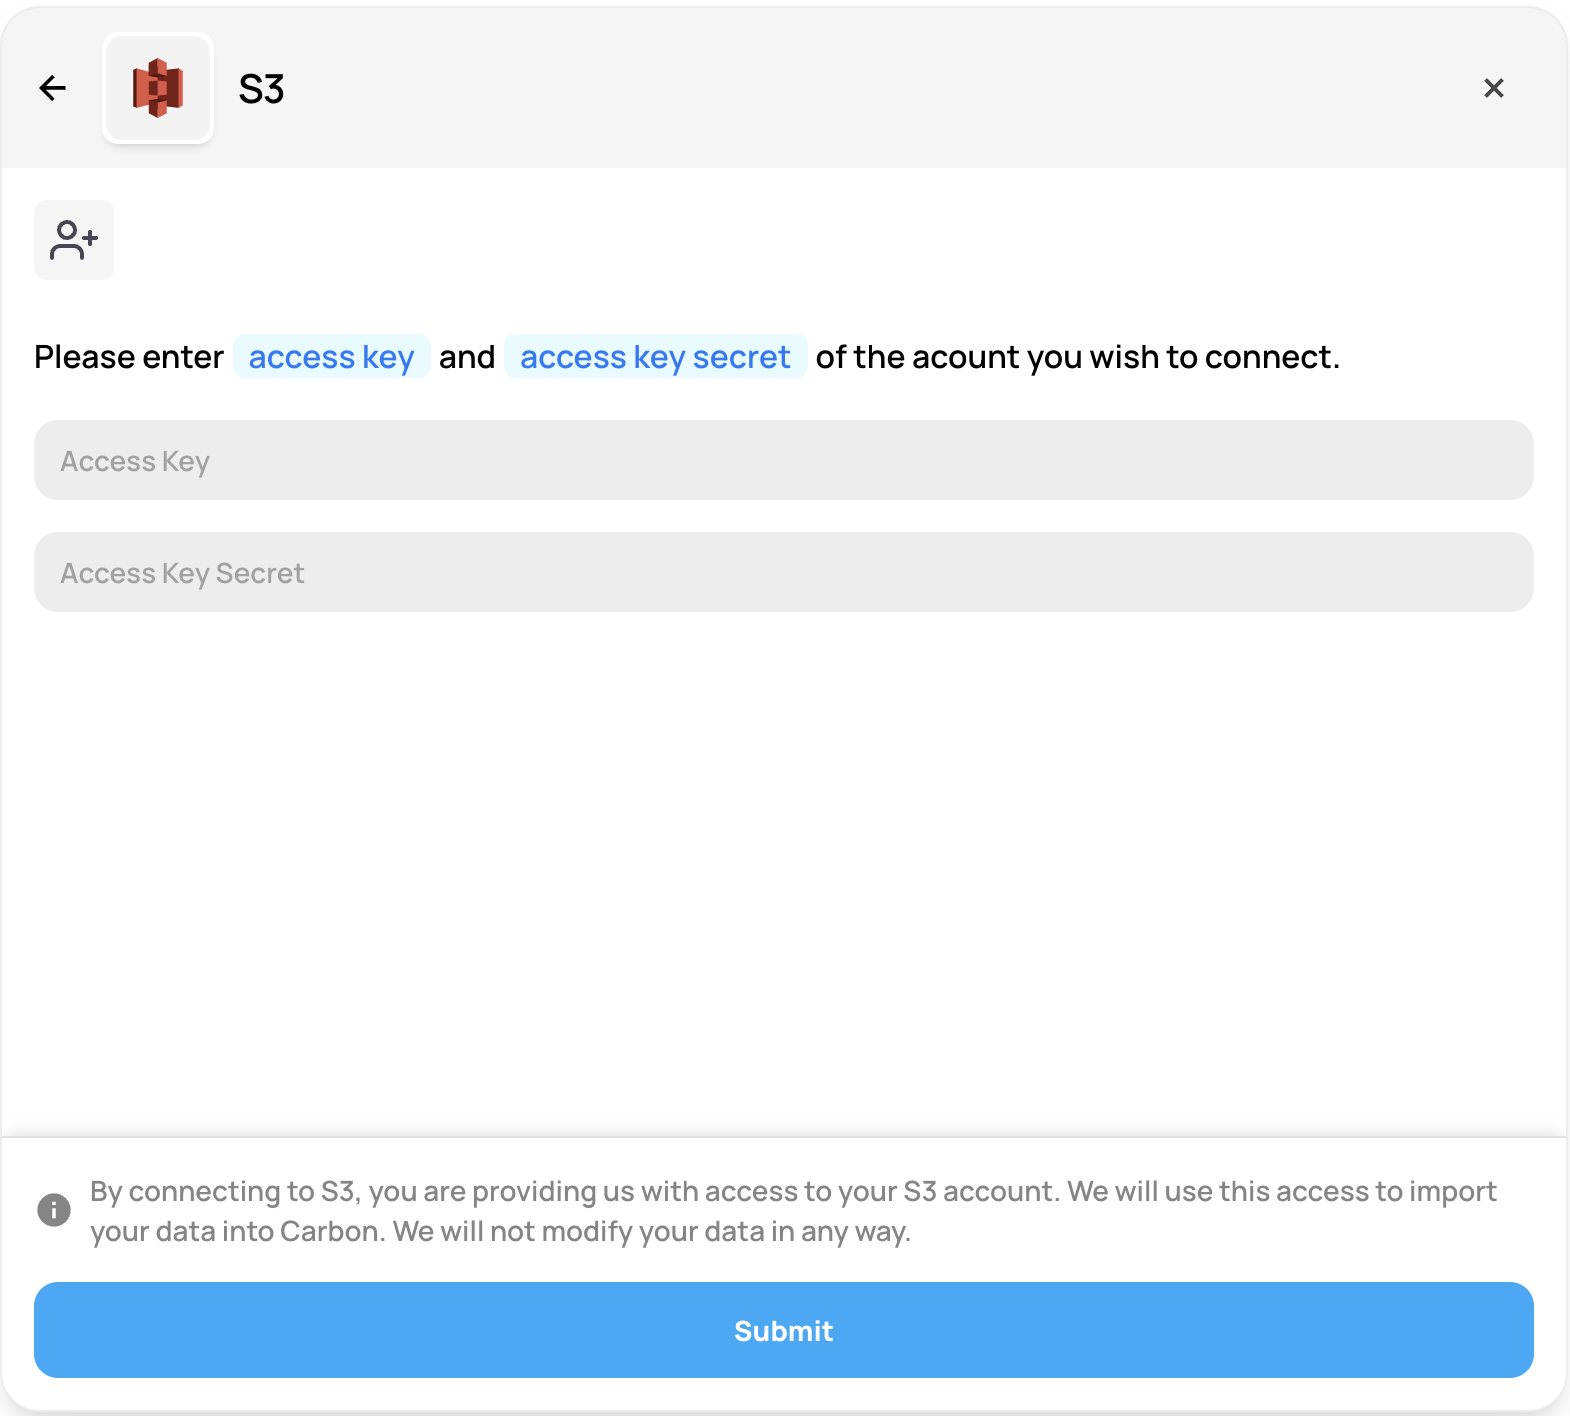 S3
Please enter access key and access key secret of the acount you wish to connect.
Access Key
Access Key Secret
By connecting to S3, you are providing us with access to your S3 account. We will use this access to import
your data into Carbon. We will not modify your data in any way.
Submit